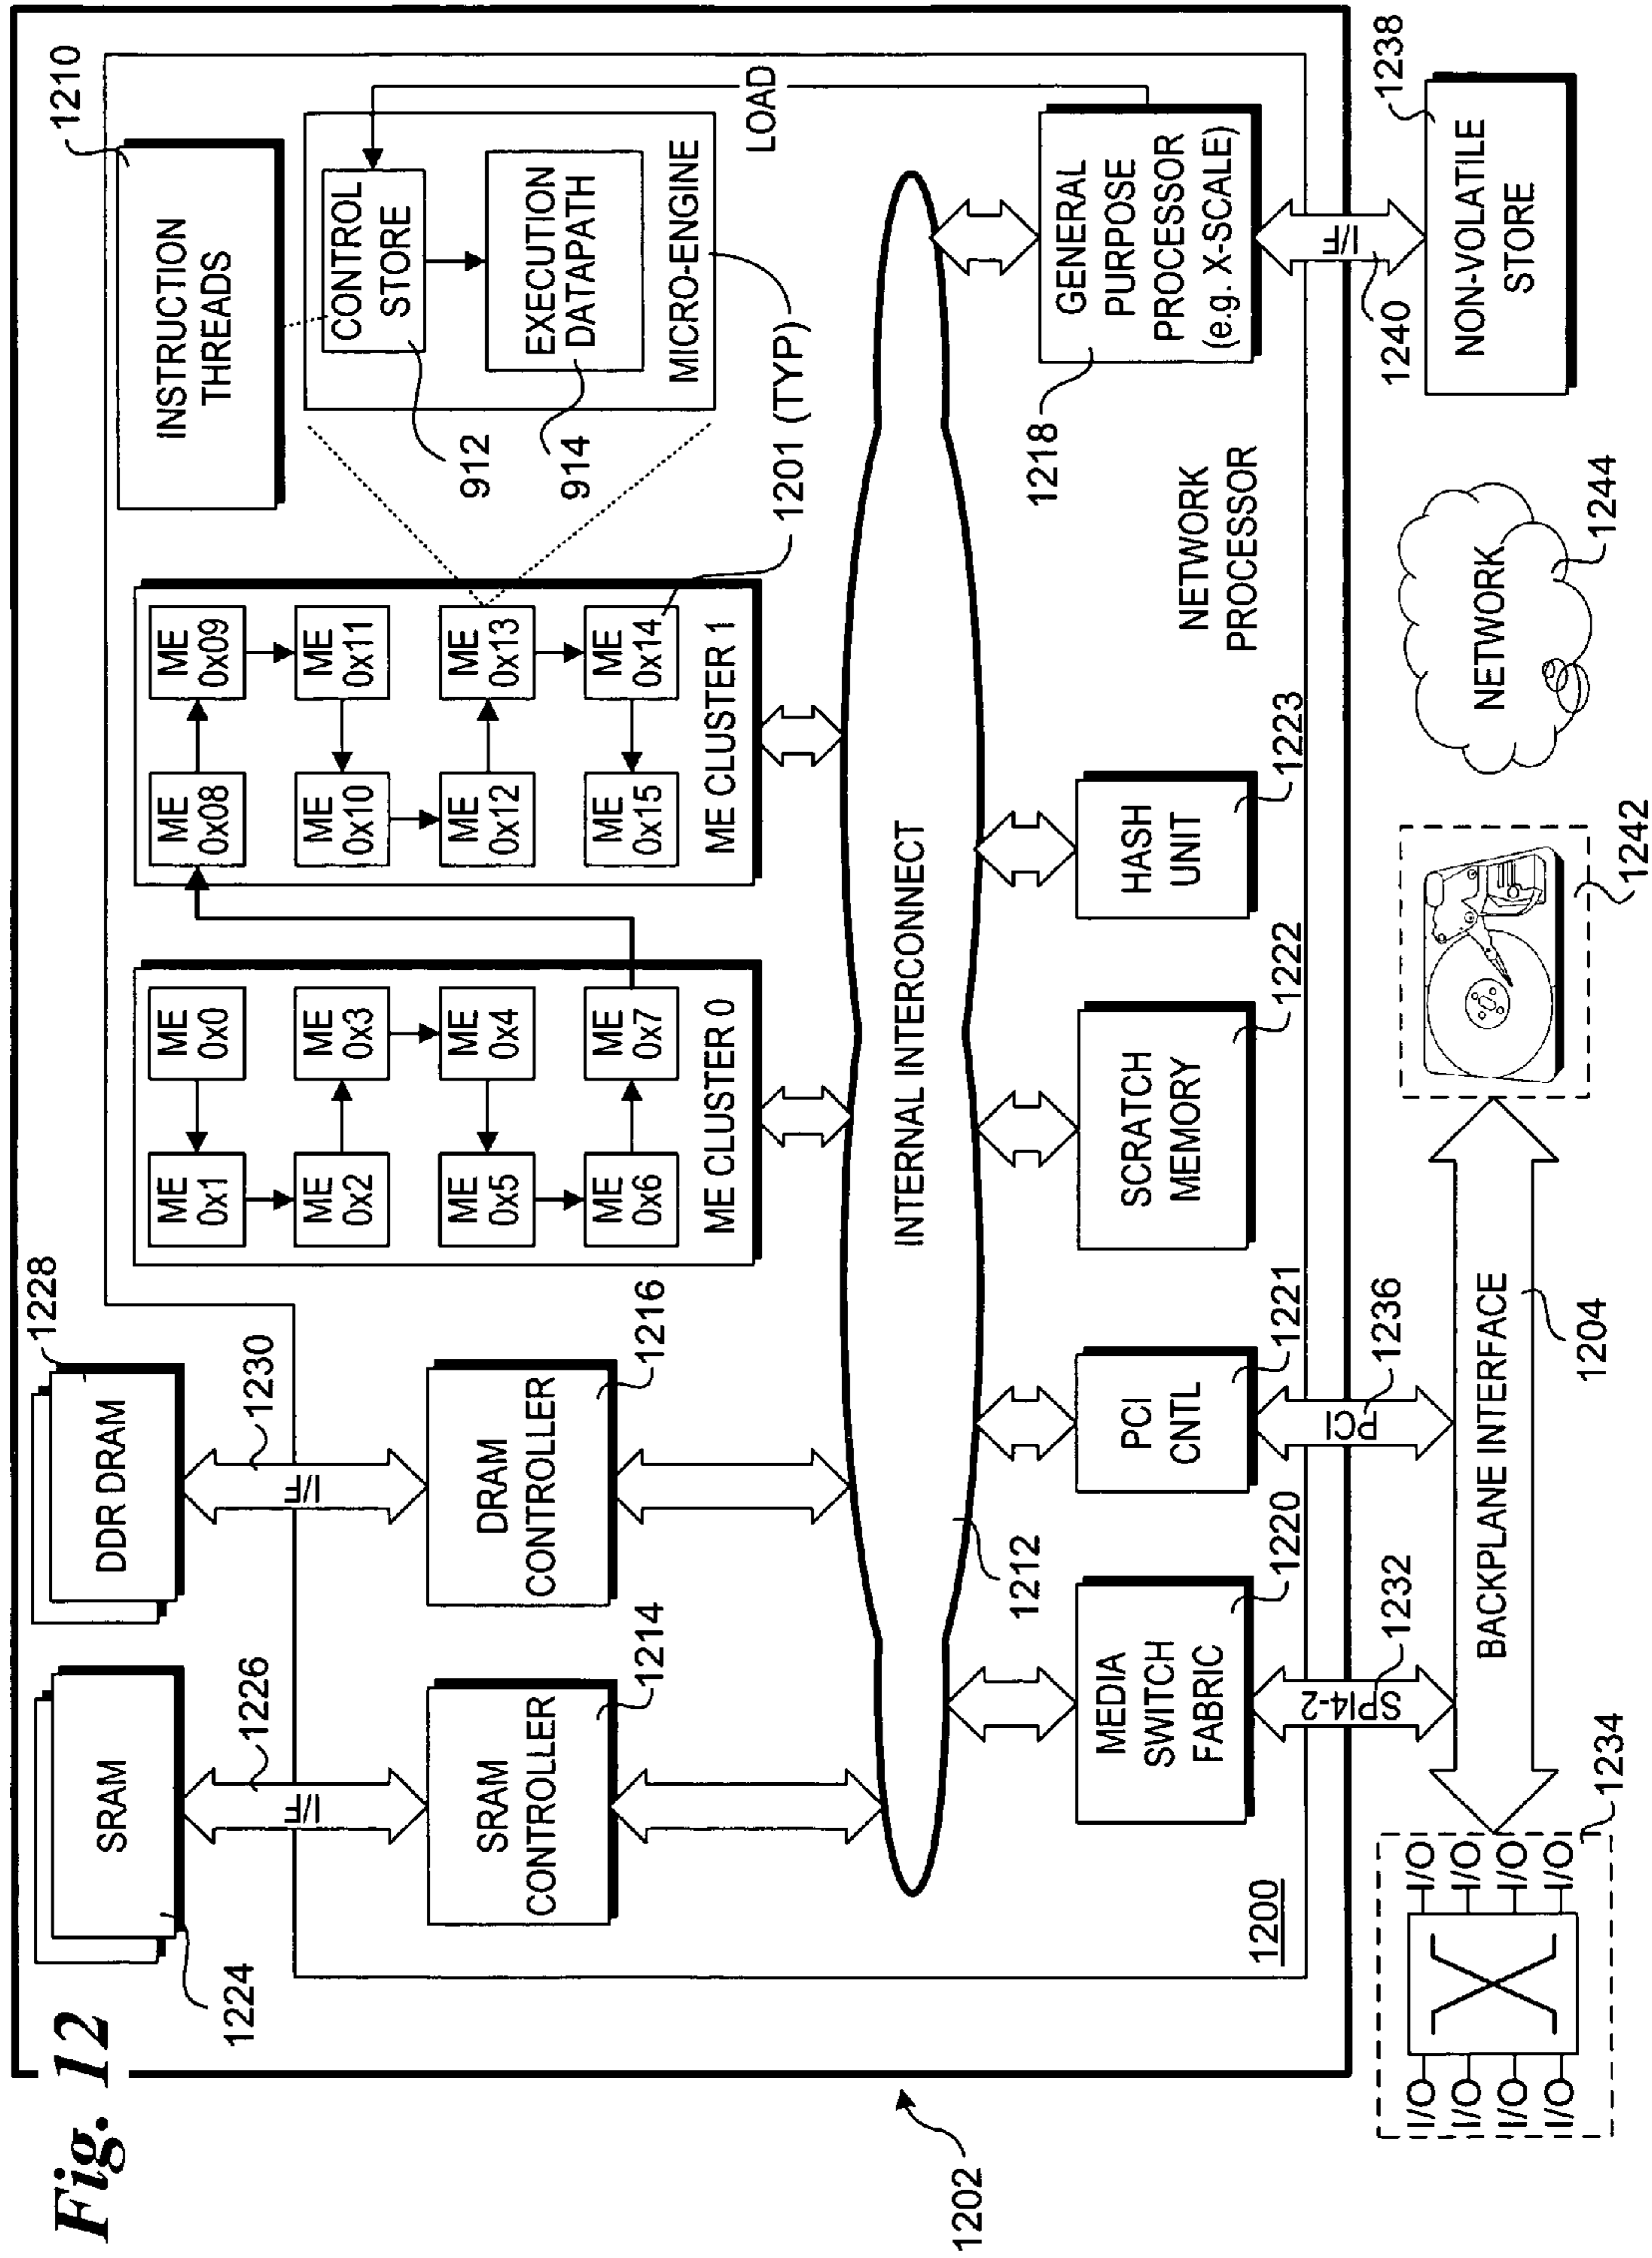 Fig. 12
1202
1224
SRAM
1226
I/F
1228
DDR DRAM
1230
I/F
SRAM
CONTROLLER
1214
DRAM
CONTROLLER
1216
ME
0x1
ME
0x0
ME
0x2
ME
0x3
ME
0x5
ME
0x4
ME
0x6
ME
0x7
ME CLUSTER 0
ME
0x08
ME
0x09
ME
0x10
ME
0x11
ME
0x12
ME
0x13
ME
0x15
ME
0x14
ME CLUSTER 1
1210
INSTRUCTION
THREADS
CONTROL
STORE
EXECUTION
DATAPATH
MICRO-ENGINE
912
914
1201 (TYP)
LOAD
INTERNAL INTERCONNECT
1212
MEDIA
SWITCH
FABRIC
1220
PCI
CNTL
1221
SCRATCH
MEMORY
1222
HASH
UNIT
1223
GENERAL
PURPOSE
PROCESSOR
(e.g. X-SCALE)
1218
NETWORK
PROCESSOR
1200
SPI4-2
1232
PCI
1236
I/F
1240
BACKPLANE INTERFACE
1204
I/O
I/O
I/O
I/O
I/O
I/O
I/O
I/O
1234
1242
NETWORK
1244
NON-VOLATILE
STORE
1238